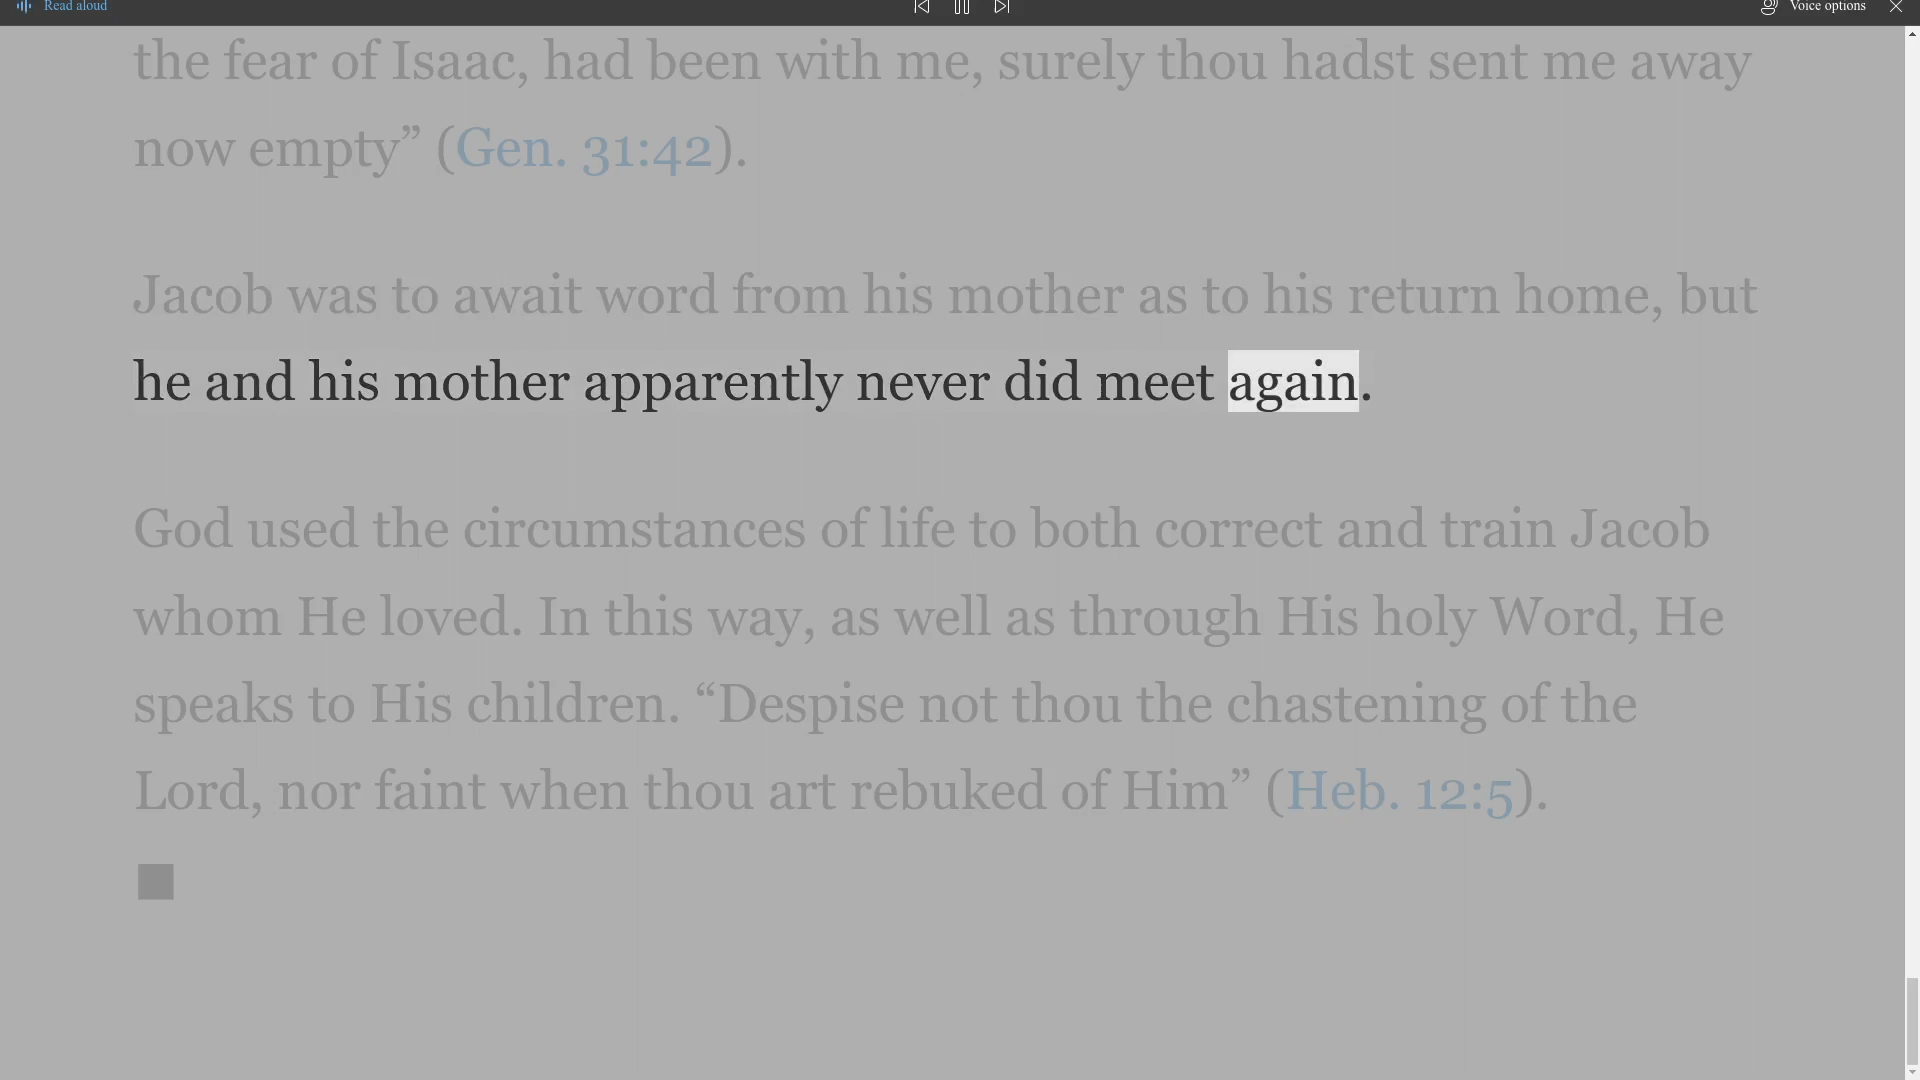 Read aloud
Voice options
the fear of Isaac, had been with me, surely thou hadst sent me away
now empty” (Gen. 31:42).
Jacob was to await word from his mother as to his return home, but
he and his mother apparently never did meet again.
God used the circumstances of life to both correct and train Jacob
whom He loved. In this way, as well as through His holy Word, He
speaks to His children. “Despise not thou the chastening of the
Lord, nor faint when thou art rebuked of Him” (Heb. 12:5).